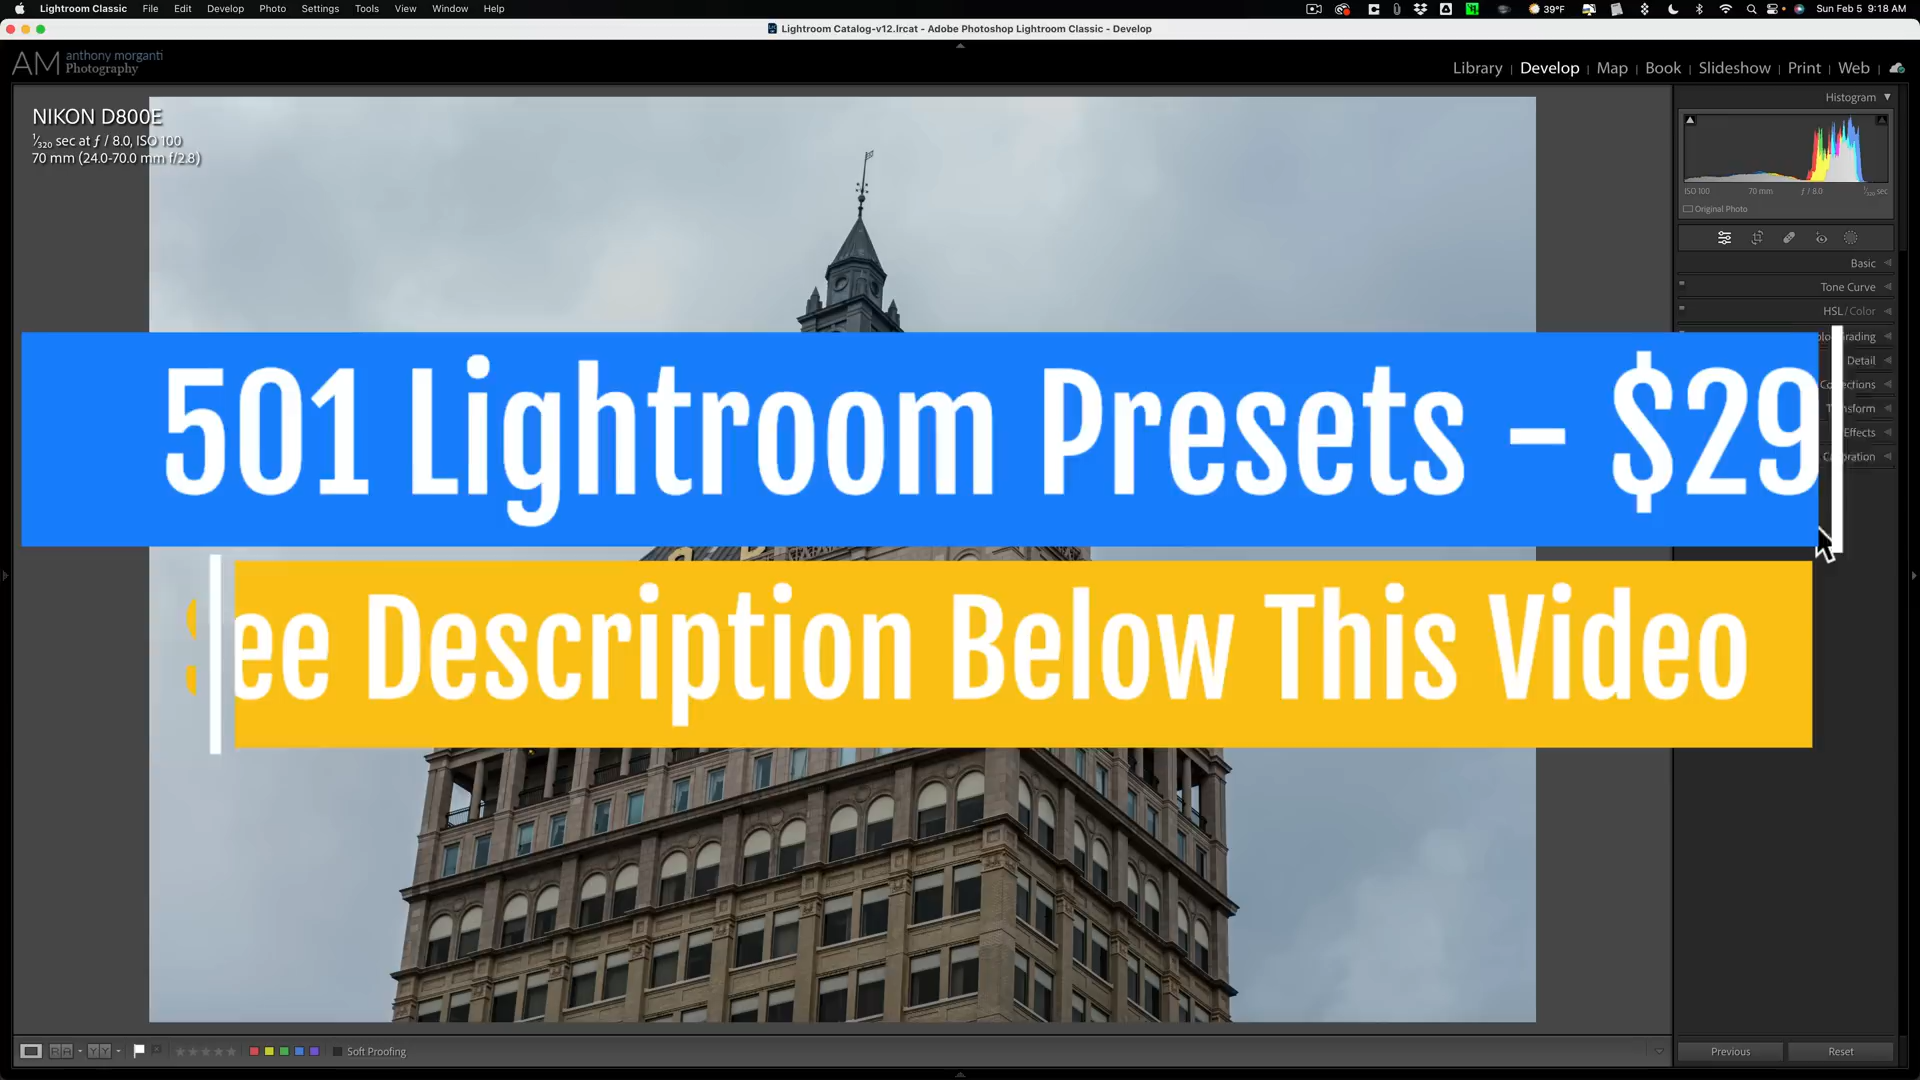 Lightroom Classic File Edit Develop Photo Settings Tools View Window Help
39°F Sun Feb 5 9:18 AM
Lightroom Catalog-v12.lrcat - Adobe Photoshop Lightroom Classic - Develop
AM anthony morganti
Photography
Library | Develop | Map | Book | Slideshow | Print | Web
NIKON D800E
1/320 sec at ƒ / 8.0, ISO 100
70 mm (24.0-70.0 mm f/2.8)
Histogram
ISO 100 70 mm ƒ / 8.0 1/320 sec
Original Photo
Basic
Tone Curve
HSL / Color
Detail
Effects
501 Lightroom Presets – $29
ee Description Below This Video
Soft Proofing
Previous Reset